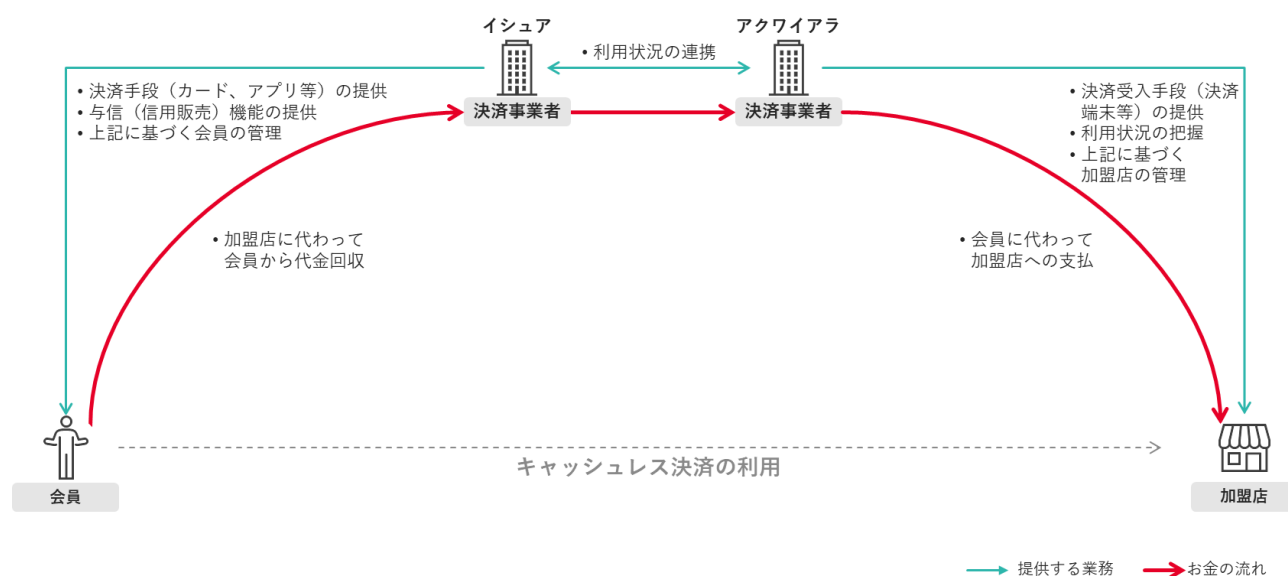 イシュア
アクワイアラ
• 利用状況の連携
決済事業者
決済事業者
• 決済手段（カード、アプリ等）の提供
• 与信（信用販売）機能の提供
• 上記に基づく会員の管理
• 決済受入手段（決済
端末等）の提供
• 利用状況の把握
• 上記に基づく
加盟店の管理
• 加盟店に代わって
会員から代金回収
• 会員に代わって
加盟店への支払
キャッシュレス決済の利用
会員
加盟店
提供する業務
お金の流れ